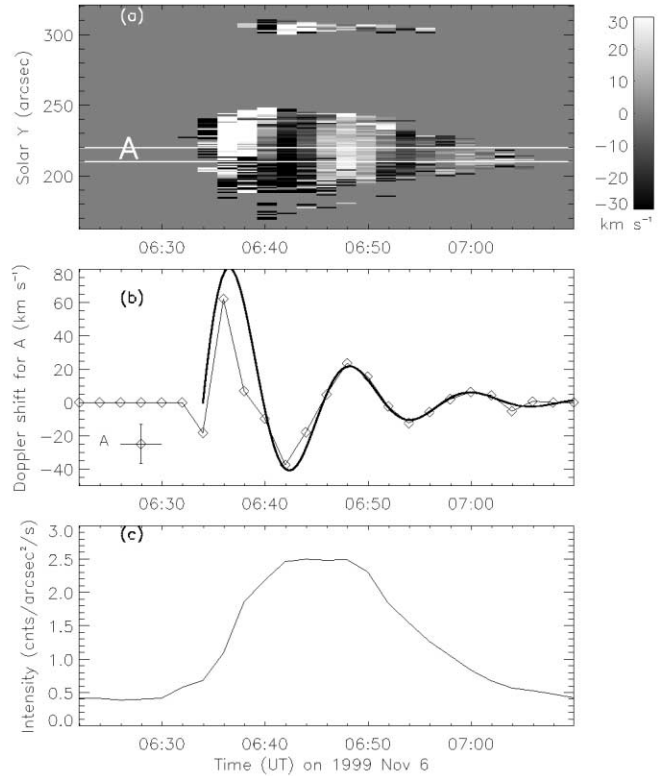 (a)
Solar Y (arcsec)
300
250
200
A
06:30 06:40 06:50 07:00
30
20
10
0
−10
−20
−30
km s⁻¹
(b)
Doppler shift for A (km s⁻¹)
80
60
40
20
0
−20
−40
A
06:30 06:40 06:50 07:00
(c)
Intensity (cnts/arcsec²/s)
3.0
2.5
2.0
1.5
1.0
0.5
0.0
06:30 06:40 06:50 07:00
Time (UT) on 1999 Nov 6